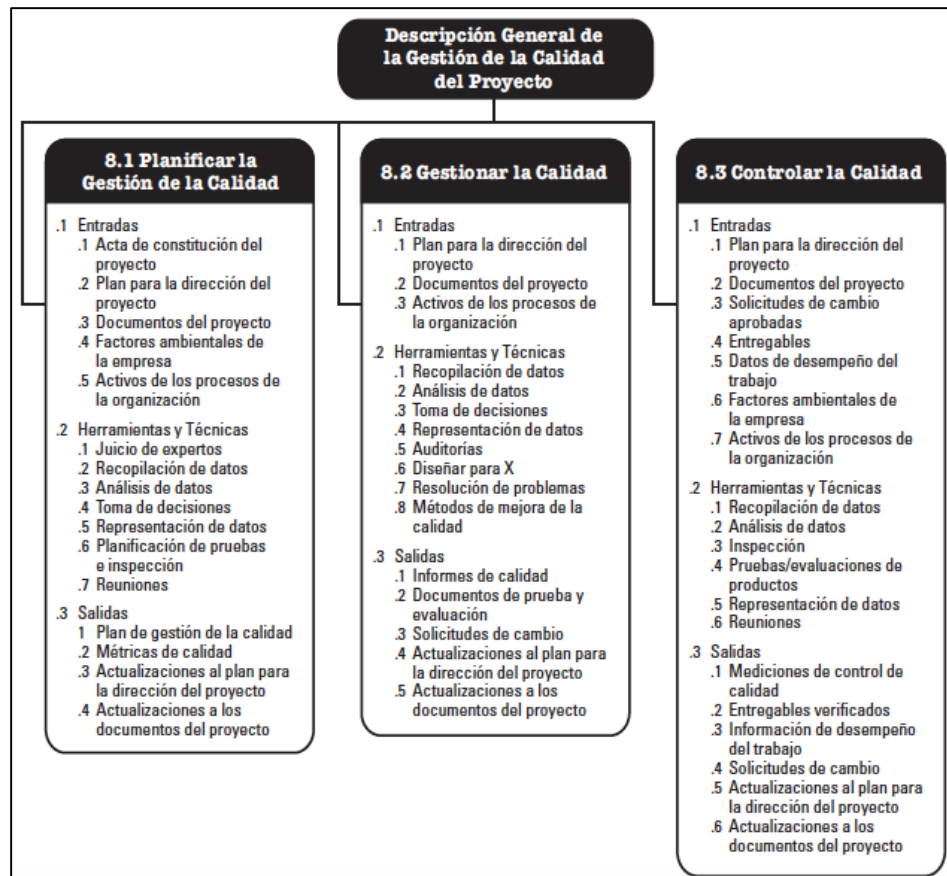 Descripción General de
la Gestión de la Calidad
del Proyecto
8.1 Planificar la
Gestión de la Calidad
.1 Entradas
.1 Acta de constitución del
proyecto
.2 Plan para la dirección del
proyecto
.3 Documentos del proyecto
.4 Factores ambientales de
la empresa
.5 Activos de los procesos de
la organización
.2 Herramientas y Técnicas
.1 Juicio de expertos
.2 Recopilación de datos
.3 Análisis de datos
.4 Toma de decisiones
.5 Representación de datos
.6 Planificación de pruebas
e inspección
.7 Reuniones
.3 Salidas
1 Plan de gestión de la calidad
.2 Métricas de calidad
.3 Actualizaciones al plan para
la dirección del proyecto
.4 Actualizaciones a los
documentos del proyecto
8.2 Gestionar la Calidad
.1 Entradas
.1 Plan para la dirección del
proyecto
.2 Documentos del proyecto
.3 Activos de los procesos de
la organización
.2 Herramientas y Técnicas
.1 Recopilación de datos
.2 Análisis de datos
.3 Toma de decisiones
.4 Representación de datos
.5 Auditorías
.6 Diseñar para X
.7 Resolución de problemas
.8 Métodos de mejora de la
calidad
.3 Salidas
.1 Informes de calidad
.2 Documentos de prueba y
evaluación
.3 Solicitudes de cambio
.4 Actualizaciones al plan para
la dirección del proyecto
.5 Actualizaciones a los
documentos del proyecto
8.3 Controlar la Calidad
.1 Entradas
.1 Plan para la dirección del
proyecto
.2 Documentos del proyecto
.3 Solicitudes de cambio
aprobadas
.4 Entregables
.5 Datos de desempeño del
trabajo
.6 Factores ambientales de
la empresa
.7 Activos de los procesos de
la organización
.2 Herramientas y Técnicas
.1 Recopilación de datos
.2 Análisis de datos
.3 Inspección
.4 Pruebas/evaluaciones de
productos
.5 Representación de datos
.6 Reuniones
.3 Salidas
.1 Mediciones de control de
calidad
.2 Entregables verificados
.3 Información de desempeño
del trabajo
.4 Solicitudes de cambio
.5 Actualizaciones al plan para
la dirección del proyecto
.6 Actualizaciones a los
documentos del proyecto